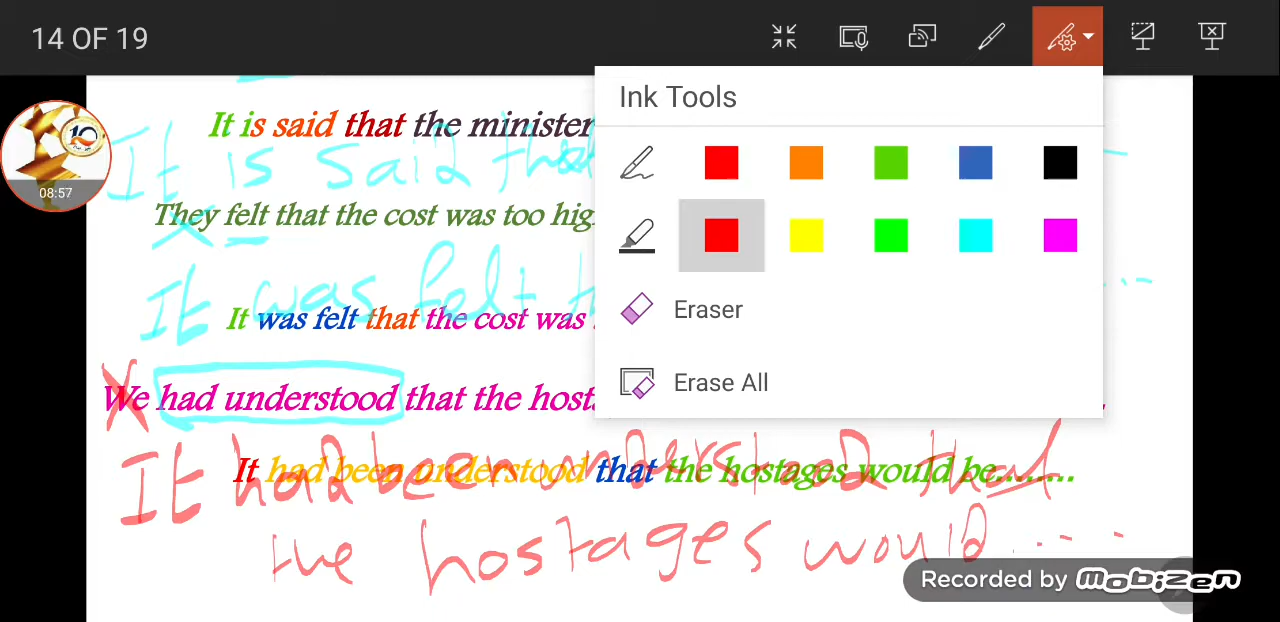 14 OF 19
Ink Tools
It is said that the minister
It is said that
10
08:57
They felt that the cost was too hig
It was felt t
Eraser
It was felt that the cost was
We had understood that the hosta
Erase All
It had been understood that the hostages would be........
It had been understood that
the hostages would....
Recorded by MOBIZEN